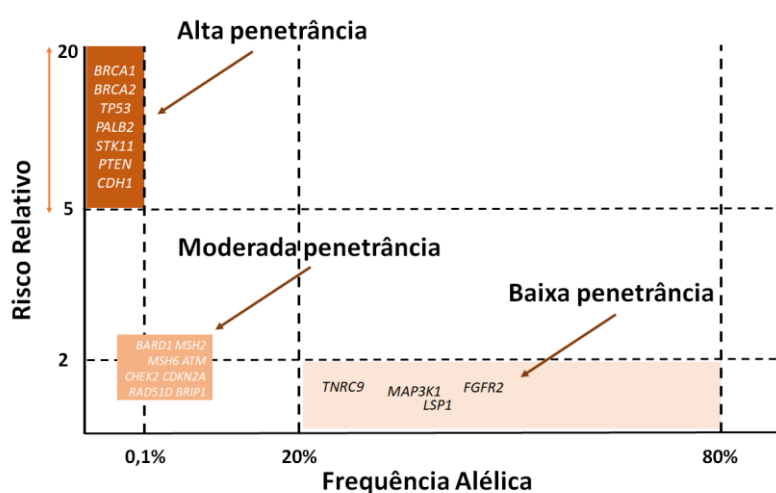 Alta penetrância
20
BRCA1
BRCA2
TP53
PALB2
STK11
PTEN
CDH1
5
Risco Relativo
Moderada penetrância
Baixa penetrância
BARD1 MSH2
MSH6 ATM
CHEK2 CDKN2A
RAD51D BRIP1
2
TNRC9
MAP3K1
FGFR2
LSP1
0,1%
20%
80%
Frequência Alélica